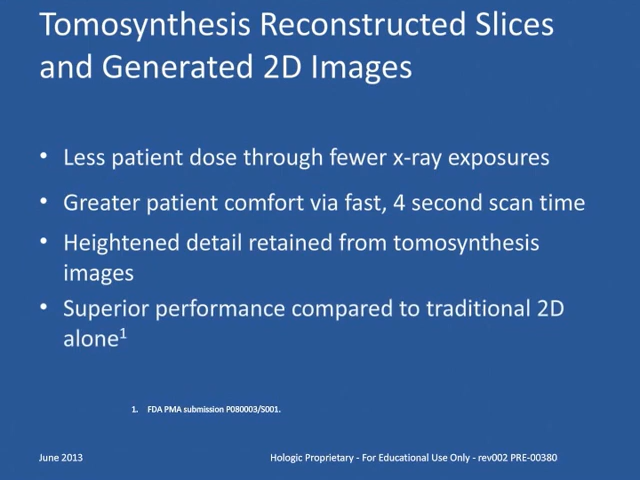 Tomosynthesis Reconstructed Slices
and Generated 2D Images
• Less patient dose through fewer x-ray exposures
• Greater patient comfort via fast, 4 second scan time
• Heightened detail retained from tomosynthesis
images
• Superior performance compared to traditional 2D
alone¹
1. FDA PMA submission P080003/S001.
June 2013 Hologic Proprietary - For Educational Use Only - rev002 PRE-00380